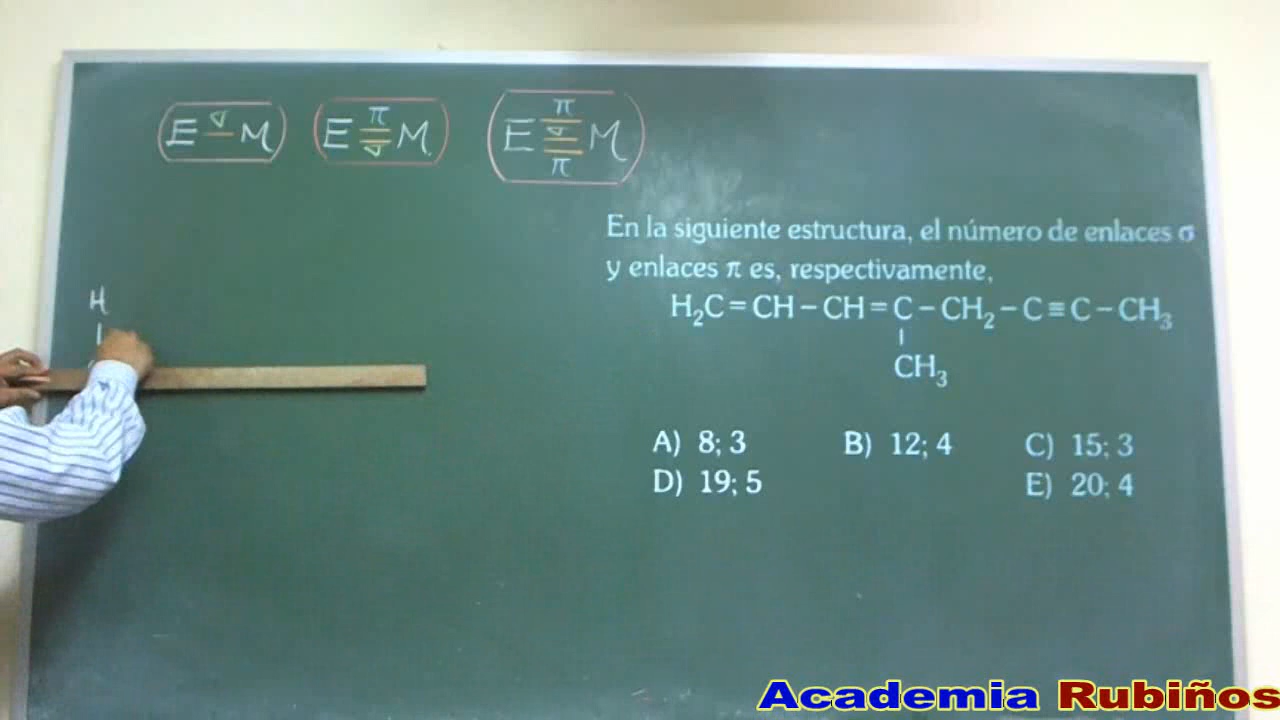 E σ M E π σ M E π σ π M
En la siguiente estructura, el número de enlaces σ
y enlaces π es, respectivamente,
H₂C=CH–CH=C–CH₂–C≡C–CH₃
CH₃
A) 8; 3 B) 12; 4 C) 15; 3
D) 19; 5 E) 20; 4
H
Academia Rubiños